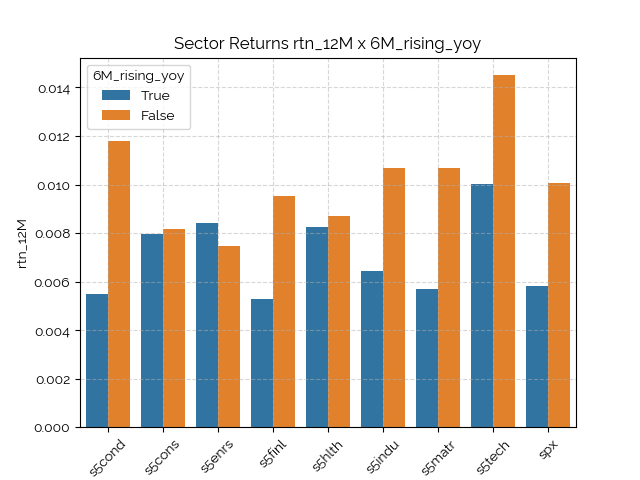 Sector Returns rtn_12M x 6M_rising_yoy
6M_rising_yoy
True
False
rtn_12M
0.014
0.012
0.010
0.008
0.006
0.004
0.002
0.000
s5cond
s5cons
s5enrs
s5finl
s5hlth
s5indu
s5matr
s5tech
spx